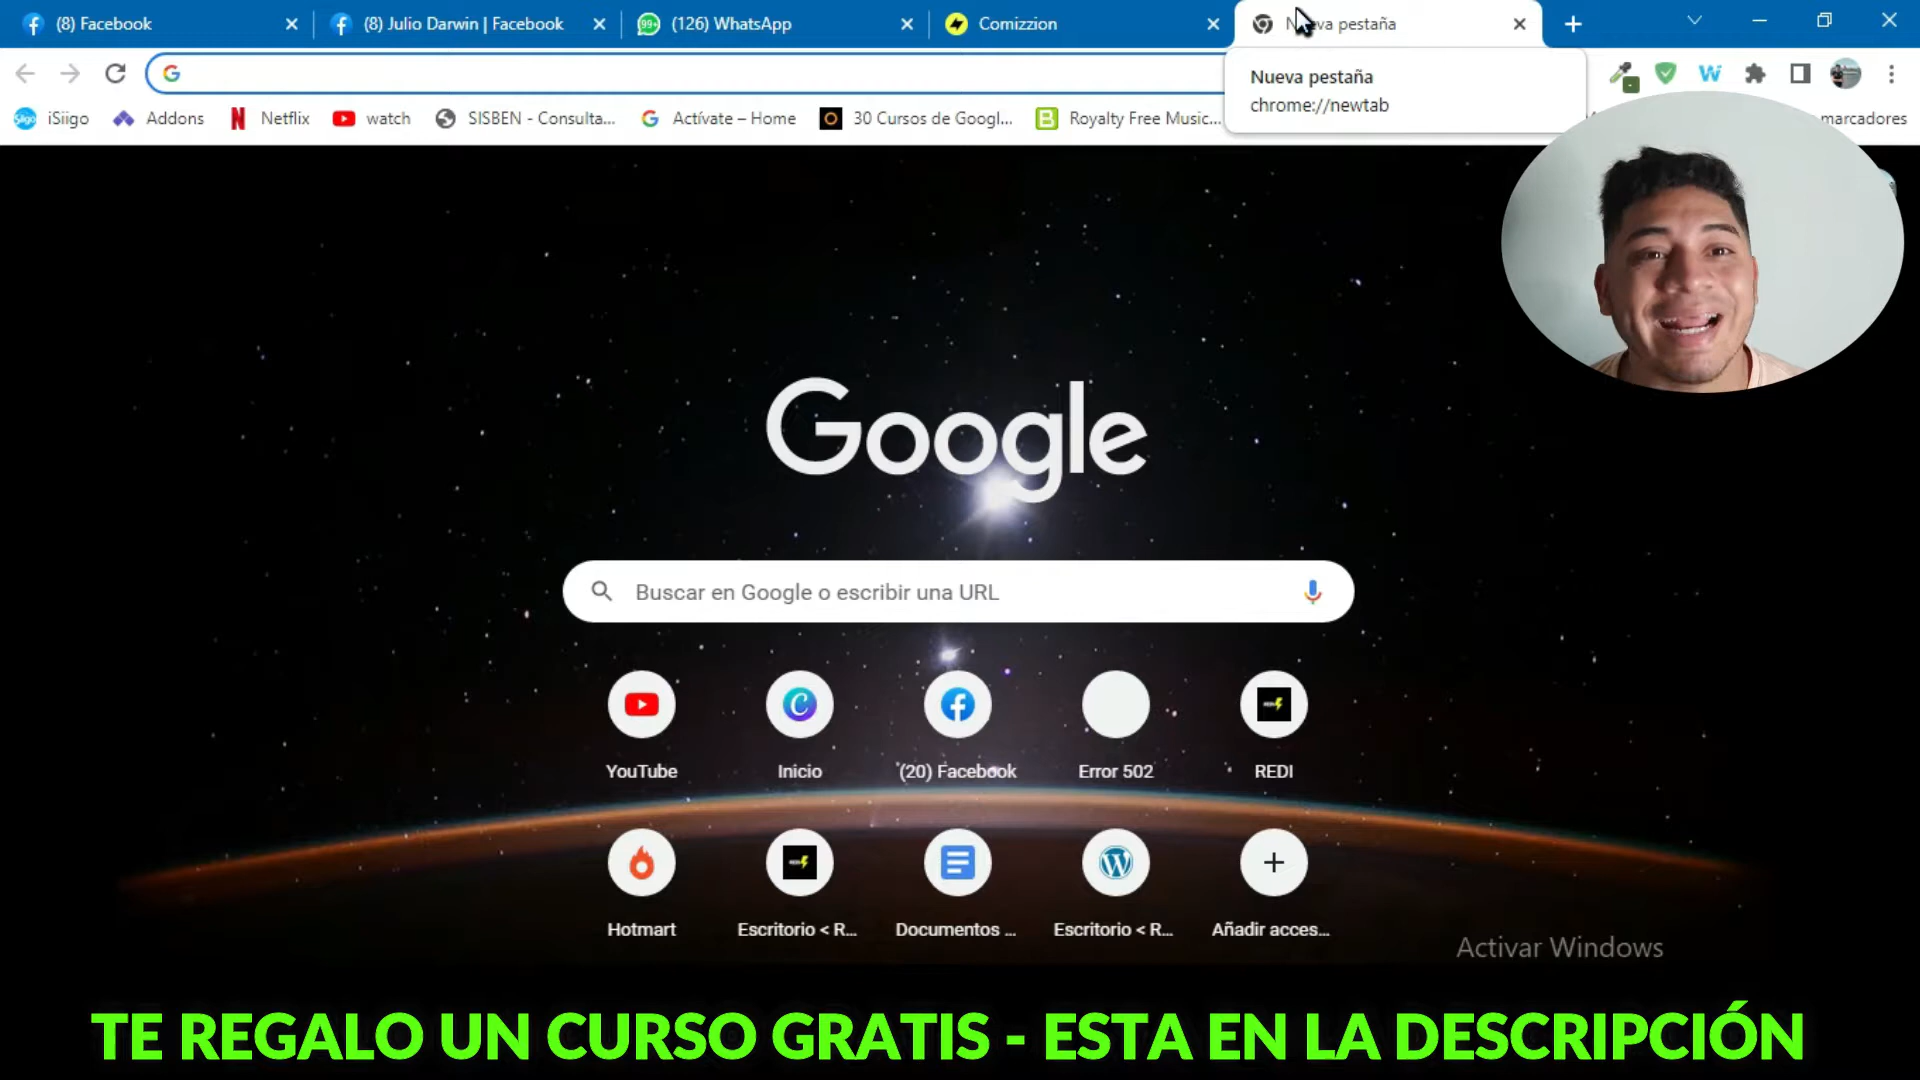 (8) Facebook
(8) Julio Darwin | Facebook
(126) WhatsApp
Comizzion
va pestaña
Nueva pestaña
chrome://newtab
iSiigo
Addons
Netflix
watch
SISBEN - Consulta...
Actívate – Home
30 Cursos de Googl...
Royalty Free Music...
marcadores
Google
Buscar en Google o escribir una URL
YouTube
Inicio
(20) Facebook
Error 502
REDI
Hotmart
Escritorio < R...
Documentos ...
Escritorio < R...
Añadir acces...
Activar Windows
TE REGALO UN CURSO GRATIS - ESTA EN LA DESCRIPCIÓN